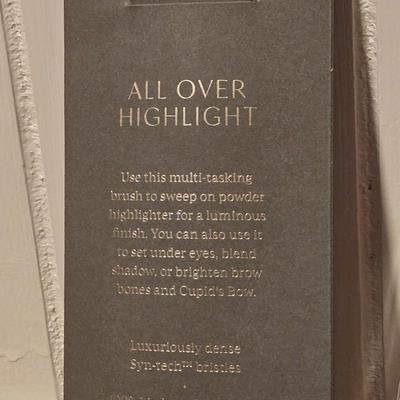 ALL OVER
HIGHLIGHT
Use this multi-tasking
brush to sweep on powder
highlighter for a luminous
finish. You can also use it
to set under eyes, blend
shadow, or brighten brow
bones and Cupid's Bow.
Luxuriously dense
Syn-tech™ bristles